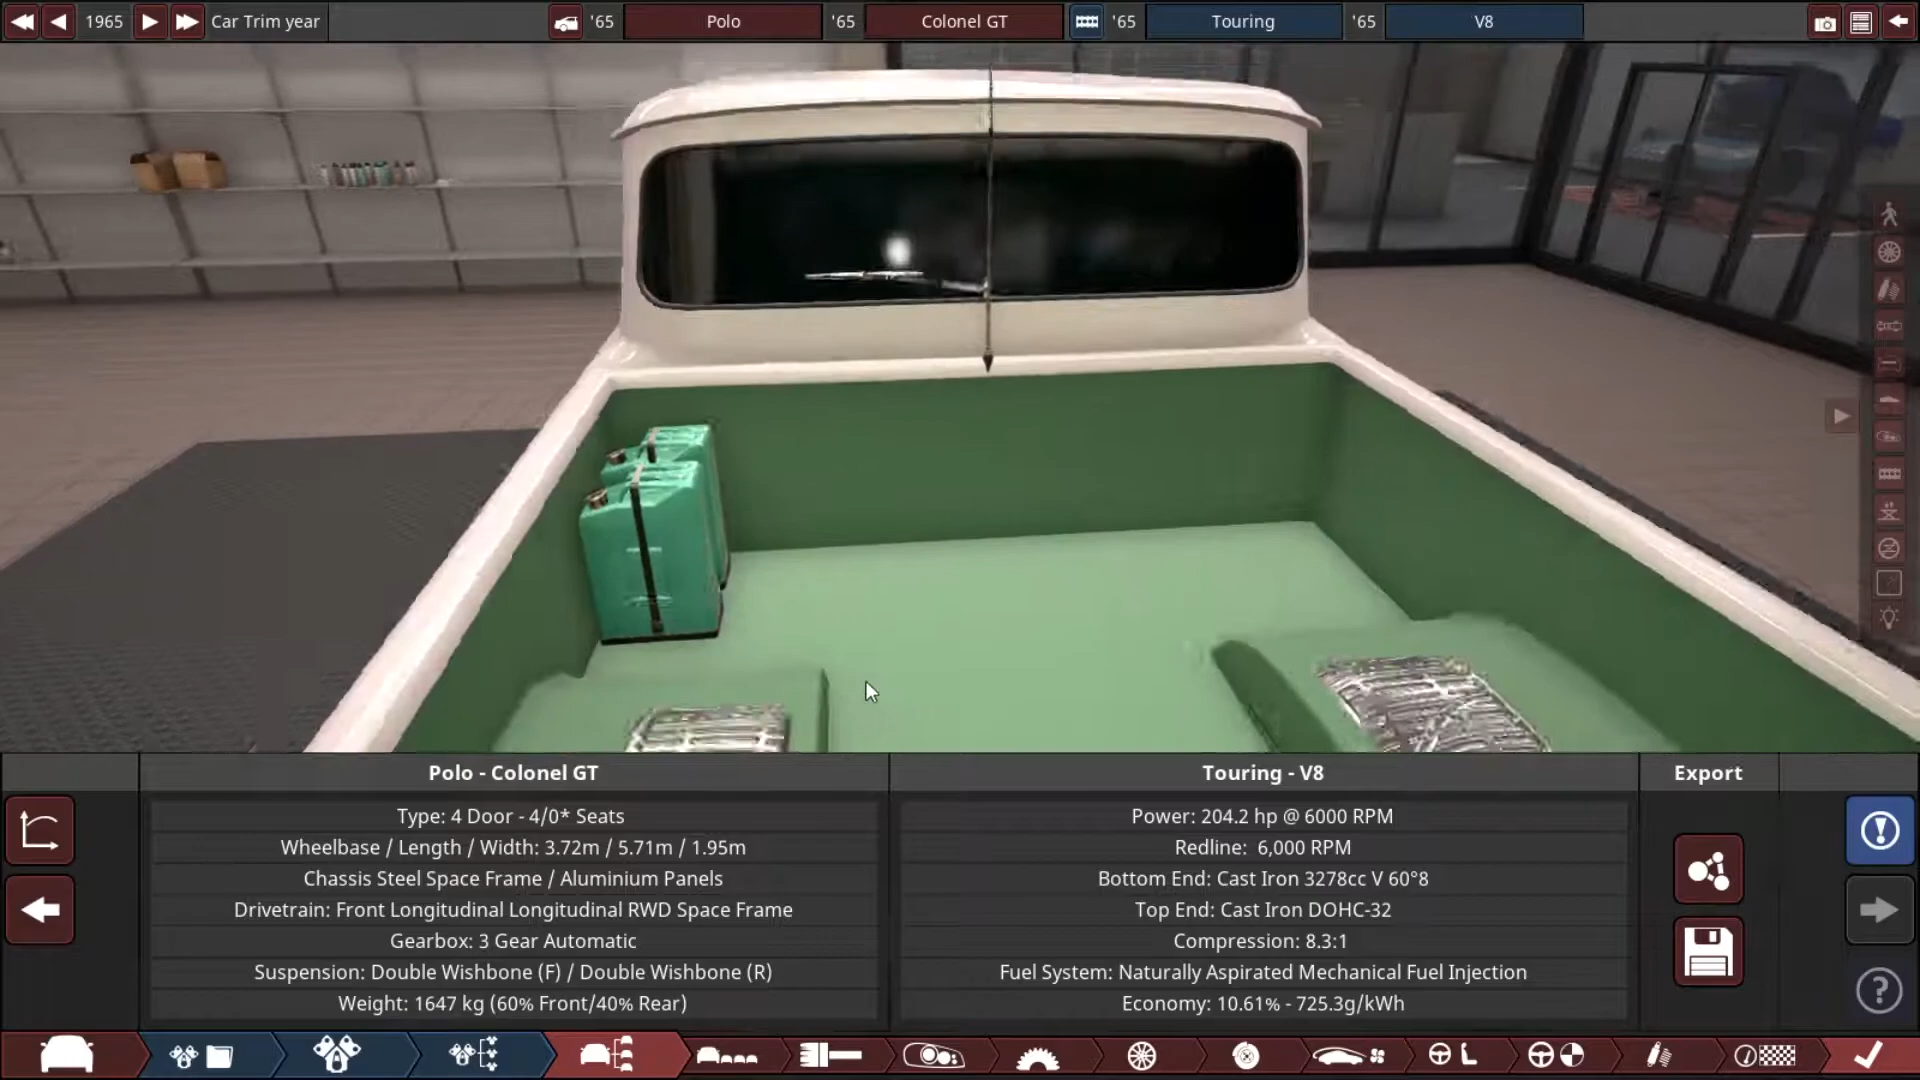 1965 Car Trim year '65 Polo '65 Colonel GT '65 Touring '65 V8
Polo - Colonel GT
Type: 4 Door - 4/0* Seats
Wheelbase / Length / Width: 3.72m / 5.71m / 1.95m
Chassis Steel Space Frame / Aluminium Panels
Drivetrain: Front Longitudinal Longitudinal RWD Space Frame
Gearbox: 3 Gear Automatic
Suspension: Double Wishbone (F) / Double Wishbone (R)
Weight: 1647 kg (60% Front/40% Rear)
Touring - V8
Power: 204.2 hp @ 6000 RPM
Redline: 6,000 RPM
Bottom End: Cast Iron 3278cc V 60°8
Top End: Cast Iron DOHC-32
Compression: 8.3:1
Fuel System: Naturally Aspirated Mechanical Fuel Injection
Economy: 10.61% - 725.3g/kWh
Export